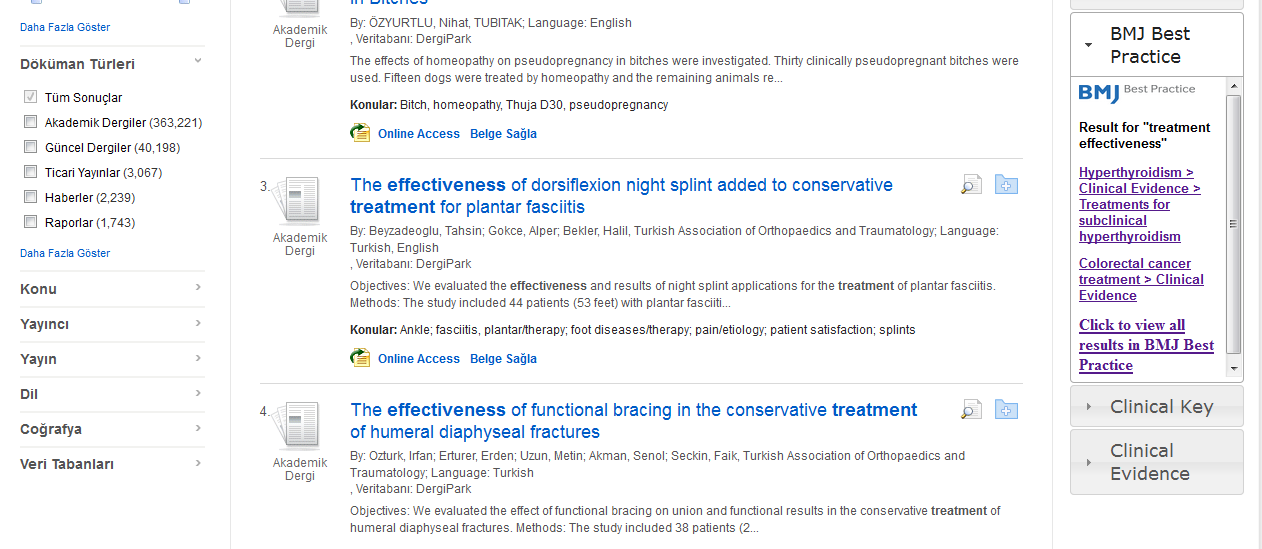 Daha Fazla Göster
Döküman Türleri
Tüm Sonuçlar
Akademik Dergiler (363,221)
Güncel Dergiler (40,198)
Ticari Yayınlar (3,067)
Haberler (2,239)
Raporlar (1,743)
Daha Fazla Göster
Konu
Yayıncı
Yayın
Dil
Coğrafya
Veri Tabanları
in Bitches
Akademik
Dergi
By: ÖZYURTLU, Nihat, TUBITAK; Language: English
, Veritabanı: DergiPark
The effects of homeopathy on pseudopregnancy in bitches were investigated. Thirty clinically pseudopregnant bitches were
used. Fifteen dogs were treated by homeopathy and the remaining animals re...
Konular: Bitch, homeopathy, Thuja D30, pseudopregnancy
Online Access Belge Sağla
3.
Akademik
Dergi
The effectiveness of dorsiflexion night splint added to conservative
treatment for plantar fasciitis
By: Beyzadeoglu, Tahsin; Gokce, Alper; Bekler, Halil, Turkish Association of Orthopaedics and Traumatology; Language:
Turkish, English
, Veritabanı: DergiPark
Objectives: We evaluated the effectiveness and results of night splint applications for the treatment of plantar fasciitis.
Methods: The study included 44 patients (53 feet) with plantar fasciiti...
Konular: Ankle; fasciitis, plantar/therapy; foot diseases/therapy; pain/etiology; patient satisfaction; splints
Online Access Belge Sağla
4.
Akademik
Dergi
The effectiveness of functional bracing in the conservative treatment
of humeral diaphyseal fractures
By: Ozturk, Irfan; Erturer, Erden; Uzun, Metin; Akman, Senol; Seckin, Faik, Turkish Association of Orthopaedics and
Traumatology; Language: Turkish
, Veritabanı: DergiPark
Objectives: We evaluated the effect of functional bracing on union and functional results in the conservative treatment of
humeral diaphyseal fractures. Methods: The study included 38 patients (2...
BMJ Best
Practice
BMJ Best Practice
Result for "treatment
effectiveness"
Hyperthyroidism >
Clinical Evidence >
Treatments for
subclinical
hyperthyroidism
Colorectal cancer
treatment > Clinical
Evidence
Click to view all
results in BMJ Best
Practice
Clinical Key
Clinical
Evidence